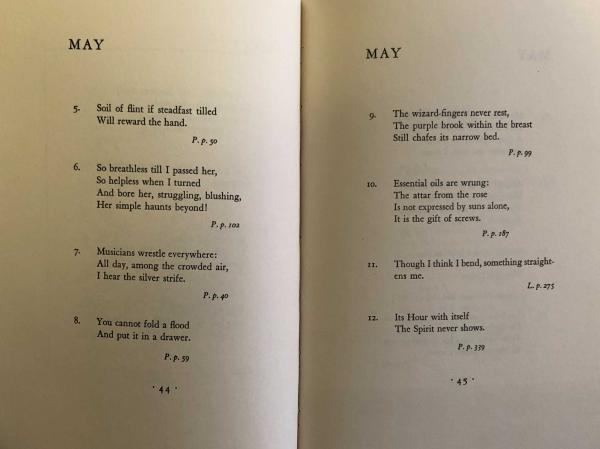 MAY
5. Soil of flint if steadfast tilled
Will reward the hand.
P. p. 50
6. So breathless till I passed her,
So helpless when I turned
And bore her, struggling, blushing,
Her simple haunts beyond!
P. p. 102
7. Musicians wrestle everywhere:
All day, among the crowded air,
I hear the silver strife.
P. p. 40
8. You cannot fold a flood
And put it in a drawer.
P. p. 59
· 44 ·
MAY
9. The wizard-fingers never rest,
The purple brook within the breast
Still chafes its narrow bed.
P. p. 99
10. Essential oils are wrung:
The attar from the rose
Is not expressed by suns alone,
It is the gift of screws.
P. p. 187
11. Though I think I bend, something straight-
ens me.
L. p. 275
12. Its Hour with itself
The Spirit never shows.
P. p. 339
· 45 ·